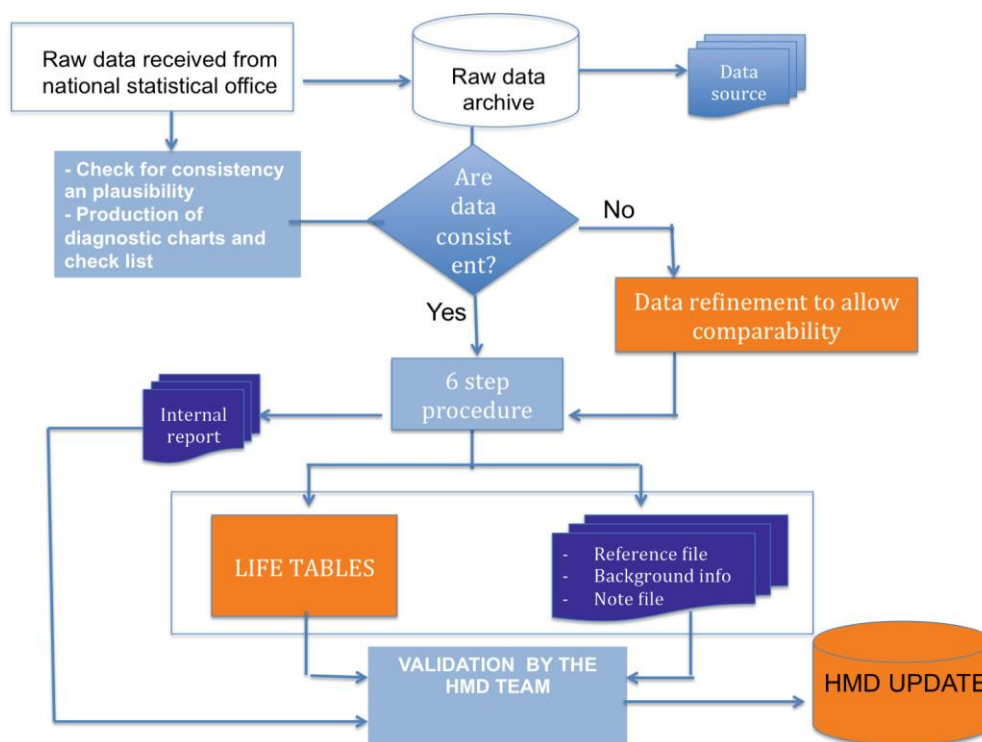 Raw data received from
national statistical office
Raw data
archive
Data
source
- Check for consistency
an plausibility
- Production of
diagnostic charts and
check list
Are
data
consist
ent?
No
Yes
Data refinement to allow
comparability
6 step
procedure
Internal
report
LIFE TABLES
- Reference file
- Background info
- Note file
VALIDATION BY THE
HMD TEAM
HMD UPDATE